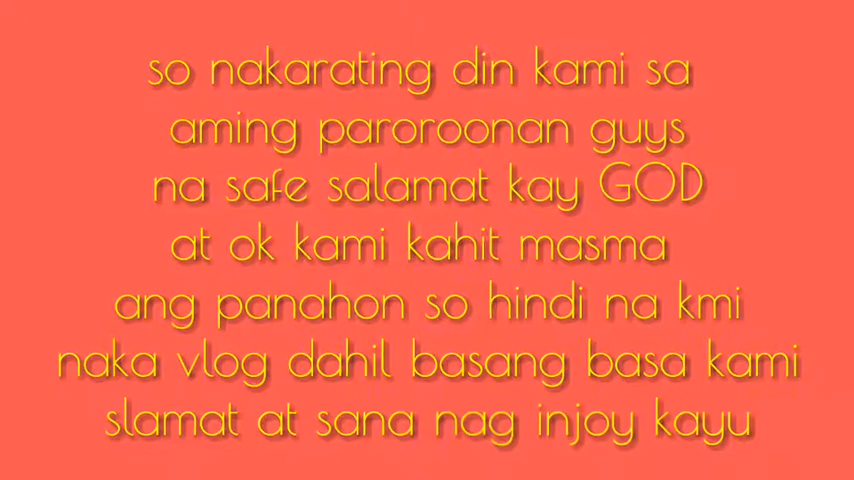 so nakarating din kami sa
aming paroroonan guys
na safe salamat kay GOD
at ok kami kahit masma
ang panahon so hindi na kmi
naka vlog dahil basang basa kami
slamat at sana nag injoy kayu